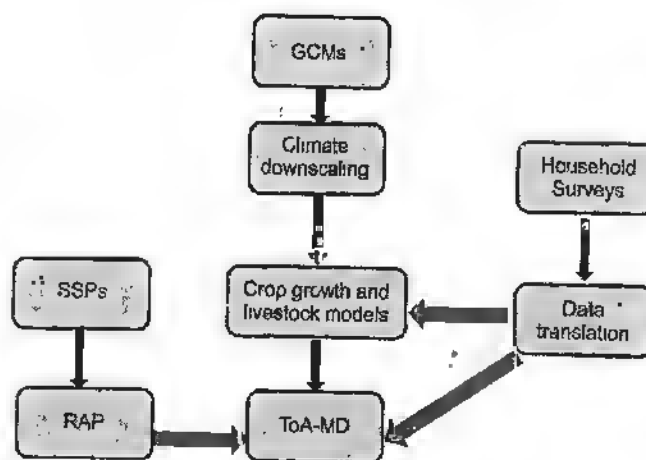 GCMs
Climate
downscaling
Household
Surveys
SSPs
Crop growth and
livestock models
Data
translation
RAP
ToA-MD